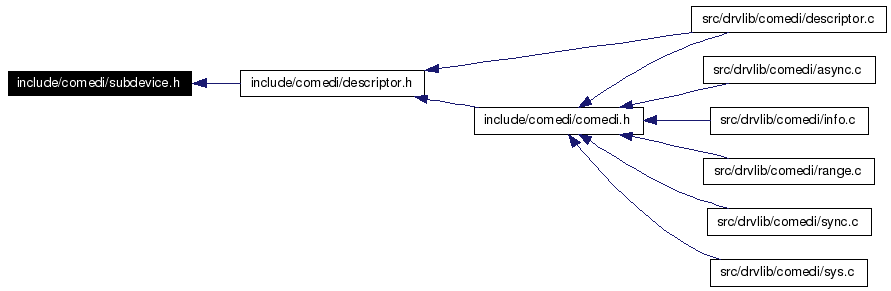 src/drvlib/comedi/descriptor.c
src/drvlib/comedi/async.c
include/comedi/subdevice.h
include/comedi/descriptor.h
include/comedi/comedi.h
src/drvlib/comedi/info.c
src/drvlib/comedi/range.c
src/drvlib/comedi/sync.c
src/drvlib/comedi/sys.c